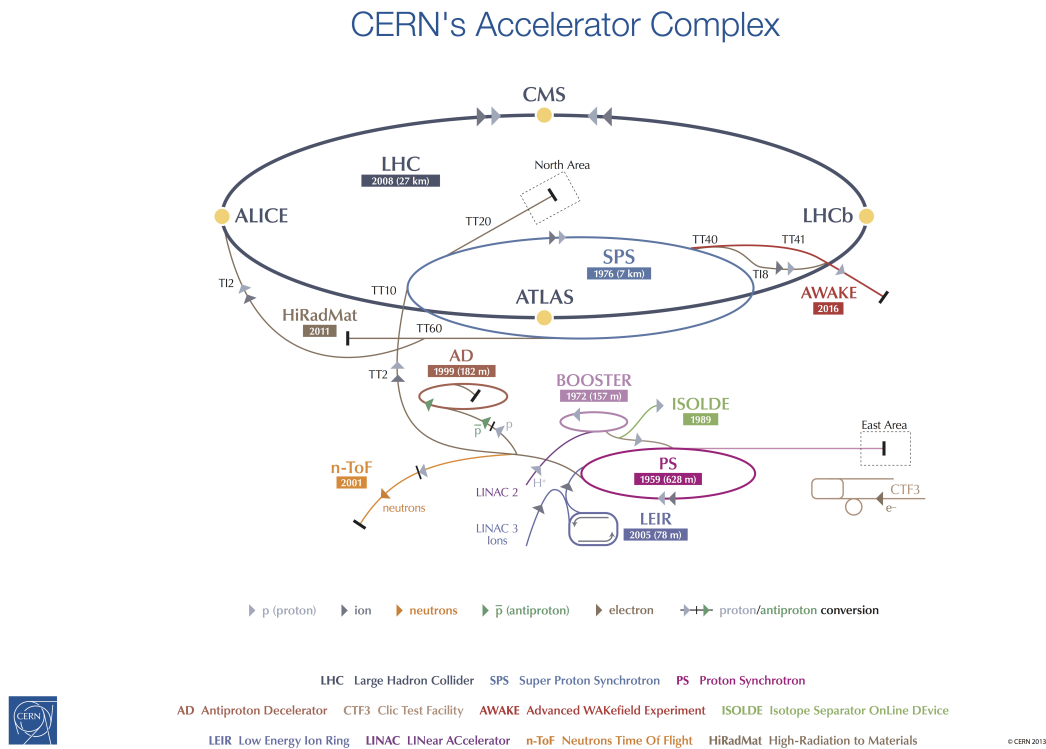 CERN's Accelerator Complex
CMS
LHC
2008 (27 km)
North Area
ALICE
LHCb
TT20
TT40
TT41
SPS
1976 (7 km)
TI8
TI2
TT10
ATLAS
AWAKE
2016
HiRadMat
2011
TT60
AD
1999 (182 m)
TT2
BOOSTER
1972 (157 m)
ISOLDE
1989
p̅
p
East Area
n-ToF
2001
PS
1959 (628 m)
LINAC 2
H⁺
neutrons
CTF3
e⁻
LINAC 3
Ions
LEIR
2005 (78 m)
p (proton) ion neutrons p̅ (antiproton) electron proton/antiproton conversion
LHC Large Hadron Collider SPS Super Proton Synchrotron PS Proton Synchrotron
AD Antiproton Decelerator CTF3 Clic Test Facility AWAKE Advanced WAKefield Experiment ISOLDE Isotope Separator OnLine DEvice
LEIR Low Energy Ion Ring LINAC LINear ACcelerator n-ToF Neutrons Time Of Flight HiRadMat High-Radiation to Materials
CERN
© CERN 2013